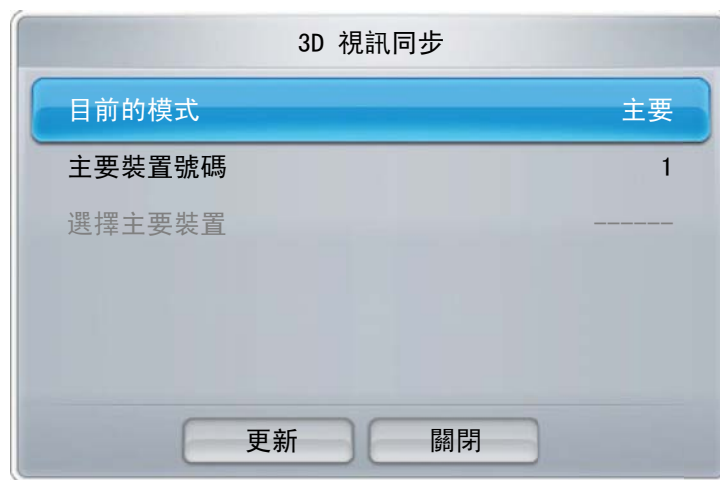 3D 視訊同步
目前的模式 主要
主要裝置號碼 1
選擇主要裝置 ------
更新 關閉